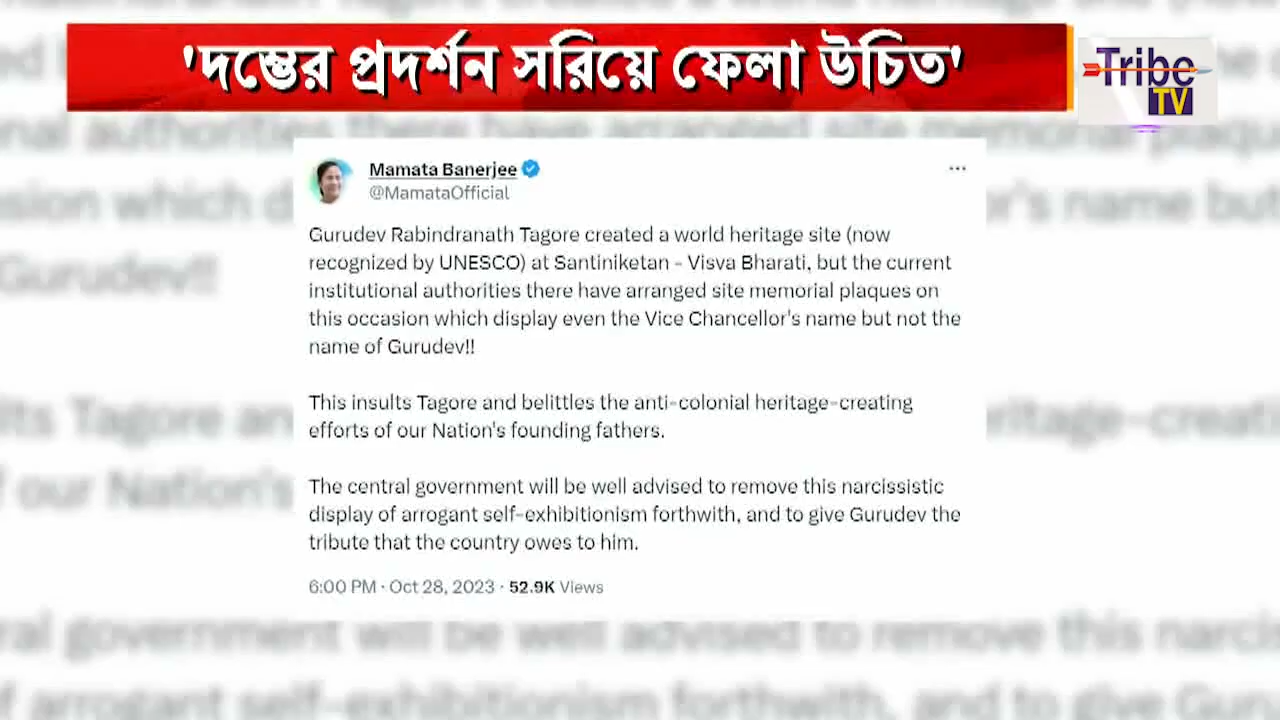 'দম্ভের প্রদর্শন সরিয়ে ফেলা উচিত'
Tribe
TV
Mamata Banerjee
@MamataOfficial
Gurudev Rabindranath Tagore created a world heritage site (now
recognized by UNESCO) at Santiniketan - Visva Bharati, but the current
institutional authorities there have arranged site memorial plaques on
this occasion which display even the Vice Chancellor's name but not the
name of Gurudev!!
This insults Tagore and belittles the anti-colonial heritage-creating
efforts of our Nation's founding fathers.
The central government will be well advised to remove this narcissistic
display of arrogant self-exhibitionism forthwith, and to give Gurudev the
tribute that the country owes to him.
6:00 PM · Oct 28, 2023 · 52.9K Views